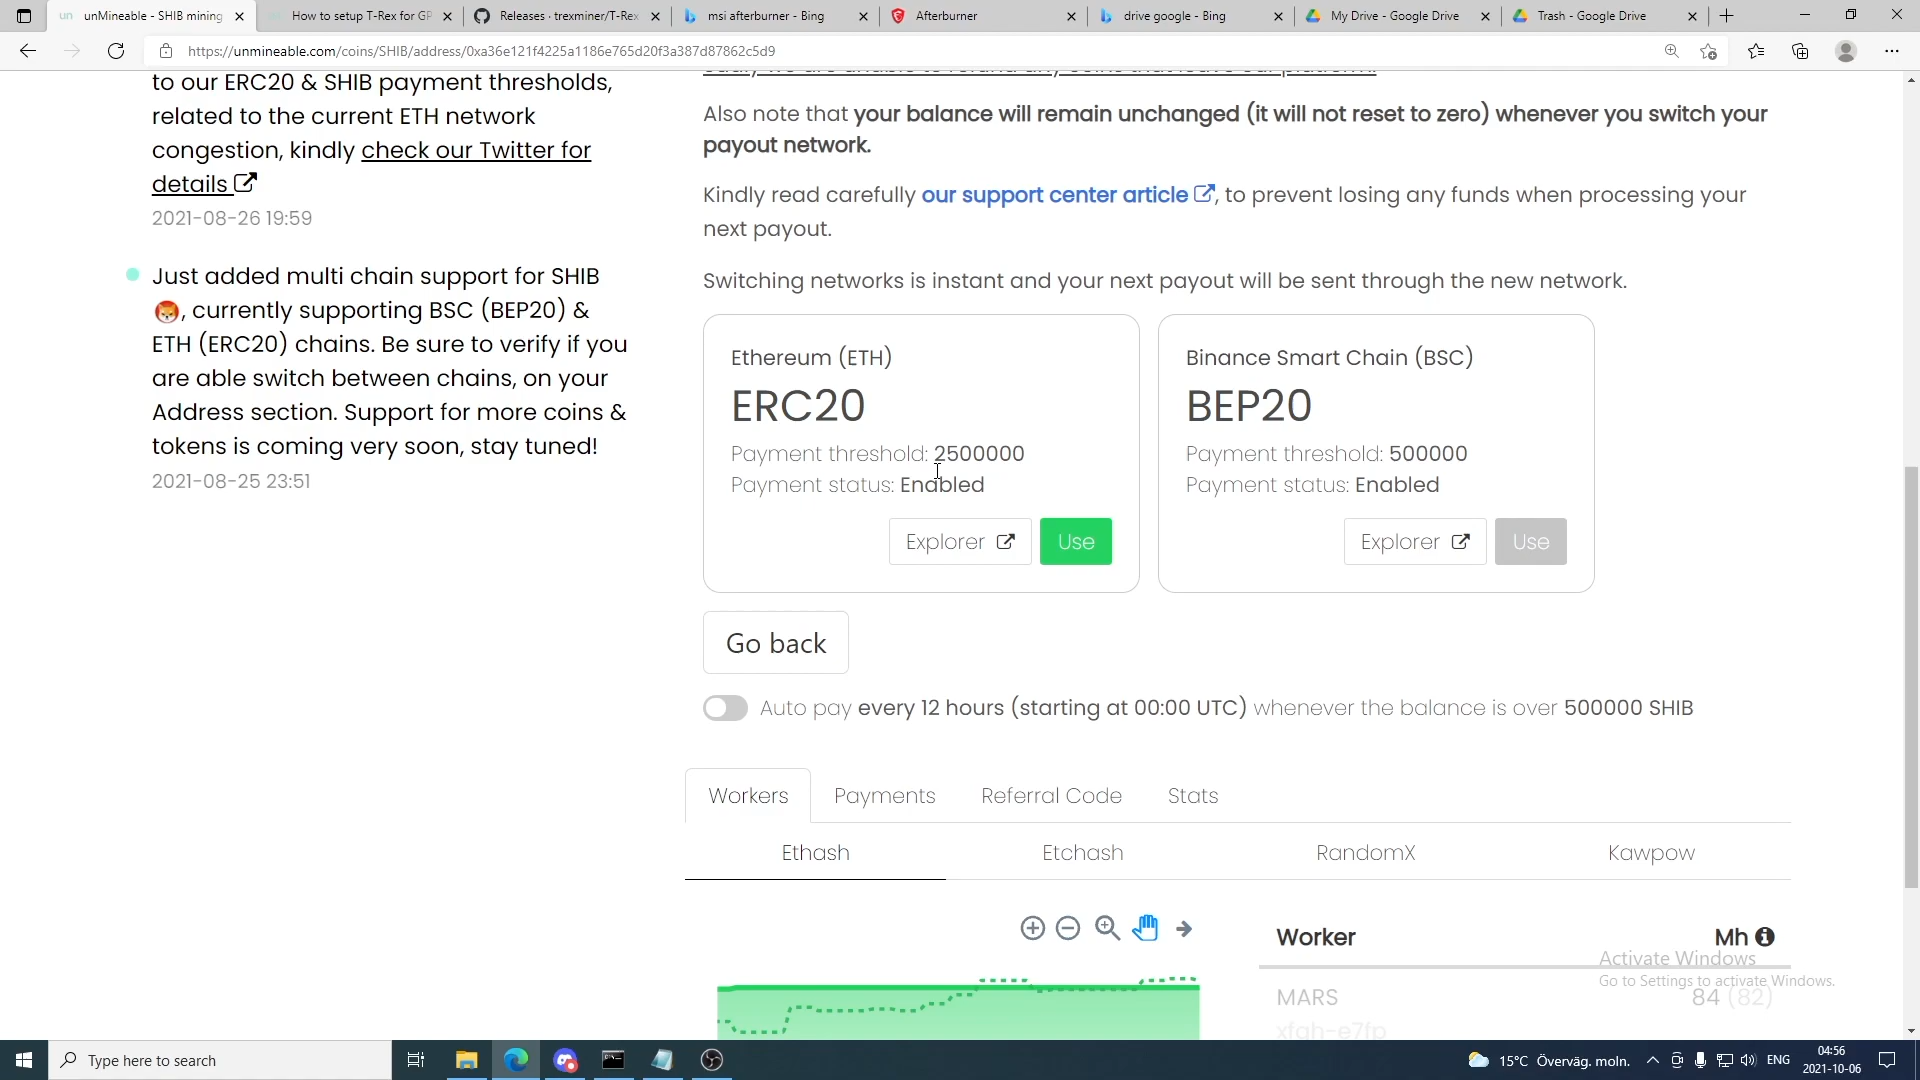 unMineable - SHIB mining
How to setup T-Rex for GP
Releases · trexminer/T-Rex
msi afterburner - Bing
Afterburner
drive google - Bing
My Drive - Google Drive
Trash - Google Drive
https://unmineable.com/coins/SHIB/address/0xa36e121f4225a1186e765d20f3a387d87862c5d9
to our ERC20 & SHIB payment thresholds,
related to the current ETH network
congestion, kindly check our Twitter for
details
2021-08-26 19:59
Just added multi chain support for SHIB
, currently supporting BSC (BEP20) &
ETH (ERC20) chains. Be sure to verify if you
are able switch between chains, on your
Address section. Support for more coins &
tokens is coming very soon, stay tuned!
2021-08-25 23:51
Also note that your balance will remain unchanged (it will not reset to zero) whenever you switch your
payout network.
Kindly read carefully our support center article, to prevent losing any funds when processing your
next payout.
Switching networks is instant and your next payout will be sent through the new network.
Ethereum (ETH)
ERC20
Payment threshold: 2500000
Payment status: Enabled
Explorer
Use
Binance Smart Chain (BSC)
BEP20
Payment threshold: 500000
Payment status: Enabled
Explorer
Use
Go back
Auto pay every 12 hours (starting at 00:00 UTC) whenever the balance is over 500000 SHIB
Workers
Payments
Referral Code
Stats
Ethash
Etchash
RandomX
Kawpow
Worker
Mh
MARS
84 (82)
xfgh-e7fp
Activate Windows
Go to Settings to activate Windows.
Type here to search
15°C Överväg. moln.
ENG
04:56
2021-10-06